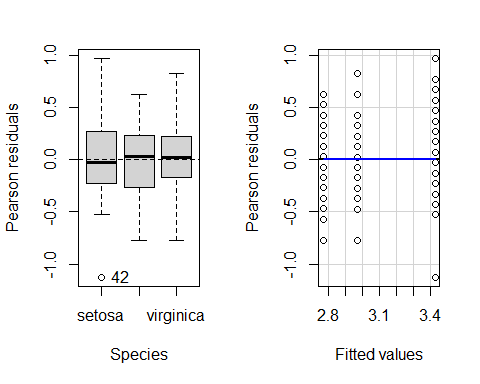 Pearson residuals
1.0
0.5
0.0
−0.5
−1.0
42
setosa
virginica
Species
Pearson residuals
1.0
0.5
0.0
−0.5
−1.0
2.8
3.1
3.4
Fitted values